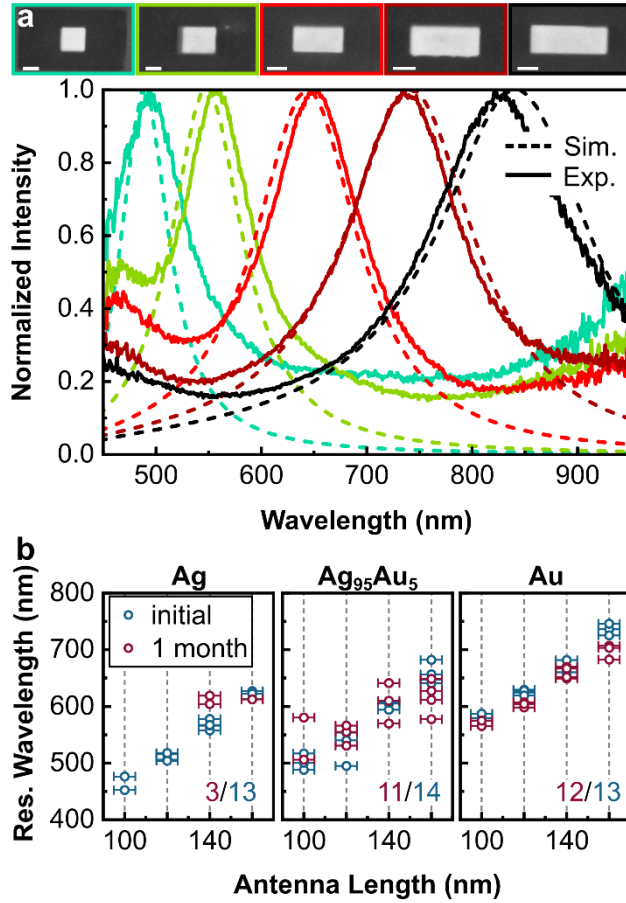 a
1.0
0.8
0.6
0.4
0.2
0.0
Normalized Intensity
Sim.
Exp.
500 600 700 800 900
Wavelength (nm)
b
Ag Ag₉₅Au₅ Au
800
700
600
500
400
Res. Wavelength (nm)
initial
1 month
3/13 11/14 12/13
100 140 100 140 100 140
Antenna Length (nm)